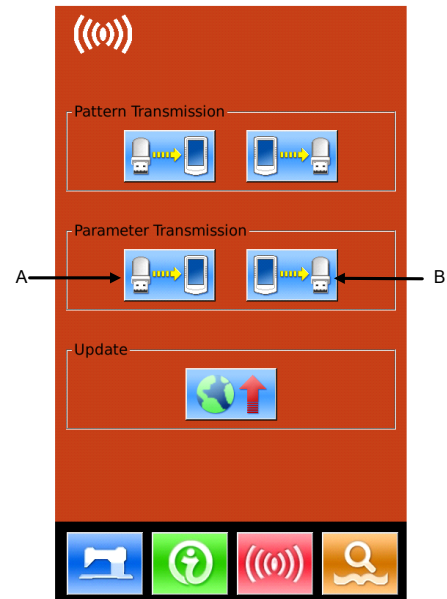 Pattern Transmission
Parameter Transmission
A
B
Update